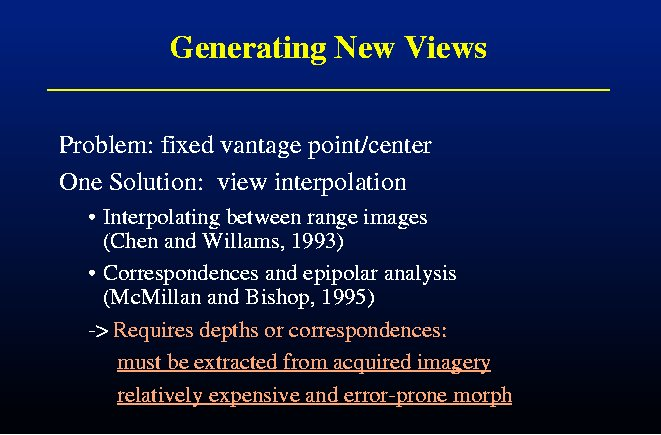 Generating New Views
Problem: fixed vantage point/center
One Solution:  view interpolation
• Interpolating between range images
(Chen and Willams, 1993)
• Correspondences and epipolar analysis
(McMillan and Bishop, 1995)
-> Requires depths or correspondences:
must be extracted from acquired imagery
relatively expensive and error-prone morph